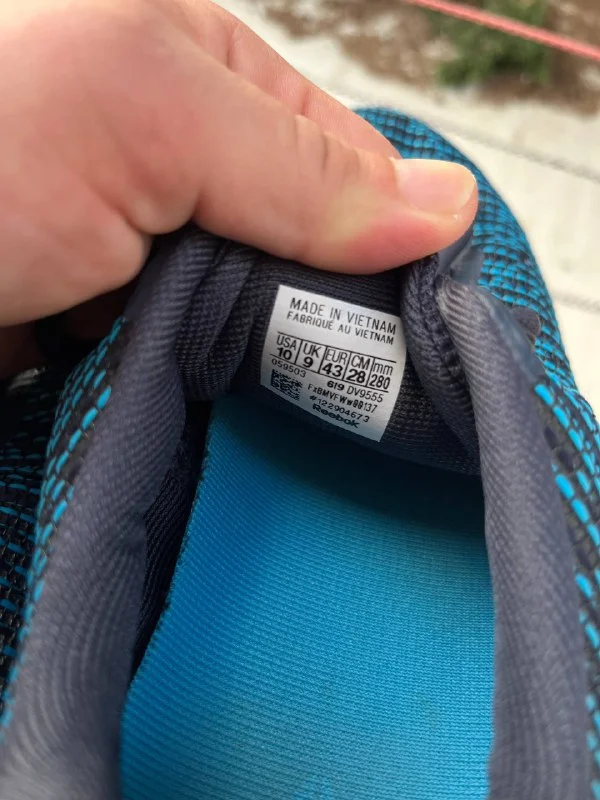 MADE IN VIETNAM
FABRIQUÉ AU VIETNAM
USA UK EUR CM mm
10 9 43 28 280
059503 619 DV9555
FxBMVFWw99137
#122904673
Reebok